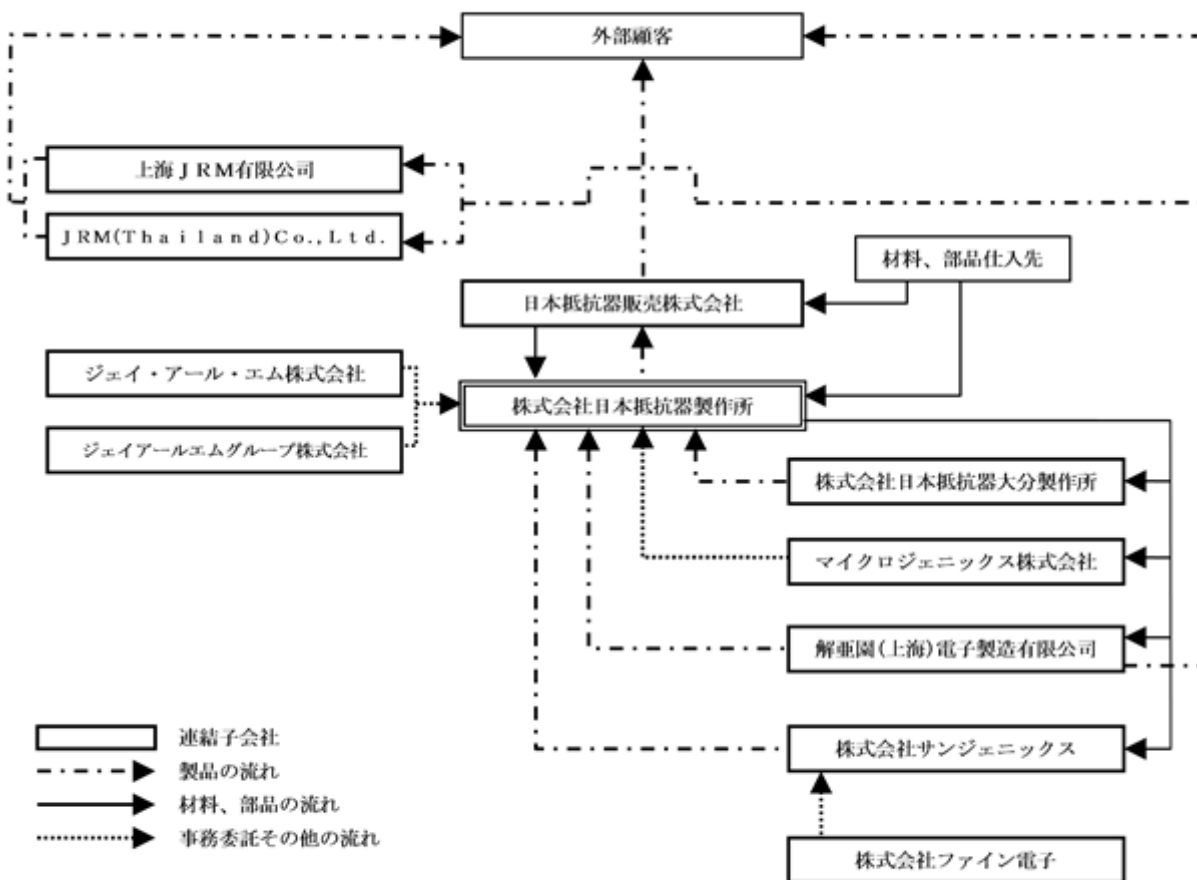 外部顧客
上海ＪＲＭ有限公司
JRM(Thailand)Co.,Ltd.
材料、部品仕入先
日本抵抗器販売株式会社
ジェイ・アール・エム株式会社
株式会社日本抵抗器製作所
ジェイアールエムグループ株式会社
株式会社日本抵抗器大分製作所
マイクロジェニックス株式会社
解亜園(上海)電子製造有限公司
株式会社サンジェニックス
株式会社ファイン電子
連結子会社
製品の流れ
材料、部品の流れ
事務委託その他の流れ